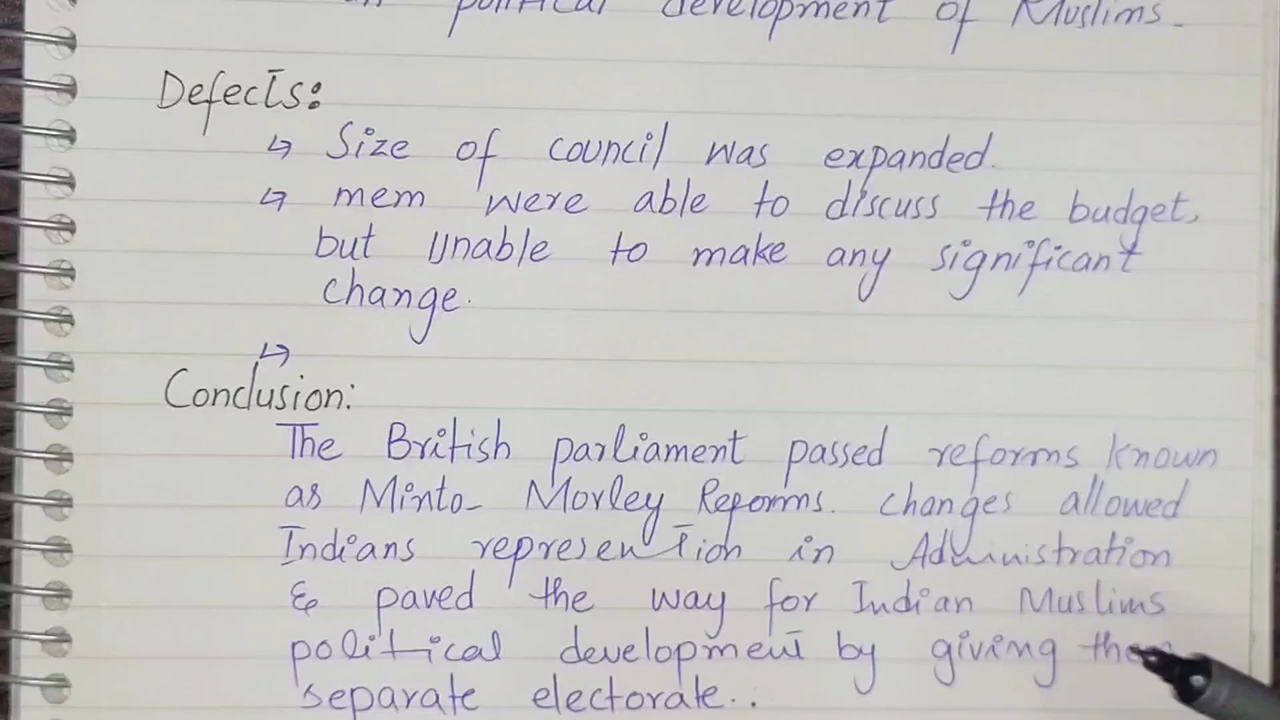 political development of Muslims.
Defects:
↳ Size of council was expanded.
↳ mem were able to discuss the budget,
but unable to make any significant
change.
↳
Conclusion:
The British parliament passed reforms known
as Minto- Morley Reforms. changes allowed
Indians represention in Administration
& paved the way for Indian Muslims
political development by giving them
separate electorate..